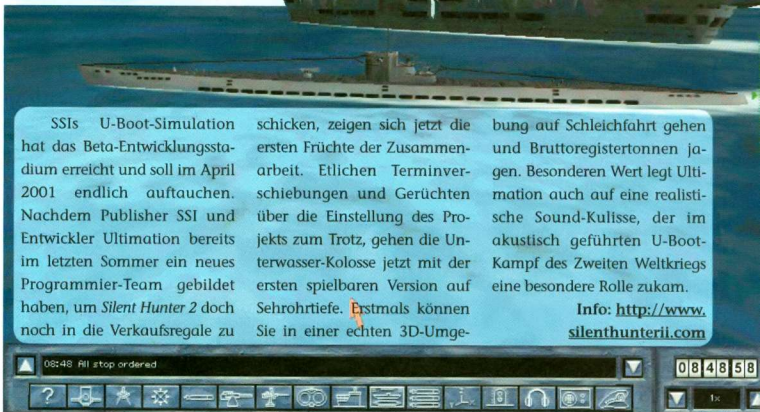 SSIs U-Boot-Simulation
hat das Beta-Entwicklungssta-
dium erreicht und soll im April
2001 endlich auftauchen.
Nachdem Publisher SSI und
Entwickler Ultimation bereits
im letzten Sommer ein neues
Programmier-Team gebildet
haben, um Silent Hunter 2 doch
noch in die Verkaufsregale zu
schicken, zeigen sich jetzt die
ersten Früchte der Zusammen-
arbeit. Etlichen Terminver-
schiebungen und Gerüchten
über die Einstellung des Pro-
jekts zum Trotz, gehen die Un-
terwasser-Kolosse jetzt mit der
ersten spielbaren Version auf
Sehrohrtiefe. Erstmals können
Sie in einer echten 3D-Umge-
bung auf Schleichfahrt gehen
und Bruttoregistertonnen ja-
gen. Besonderen Wert legt Ulti-
mation auch auf eine realisti-
sche Sound-Kulisse, der im
akustisch geführten U-Boot-
Kampf des Zweiten Weltkriegs
eine besondere Rolle zukam.
Info: http://www.
silenthunterii.com
08:48 All stop ordered
08 48 58
?
1x